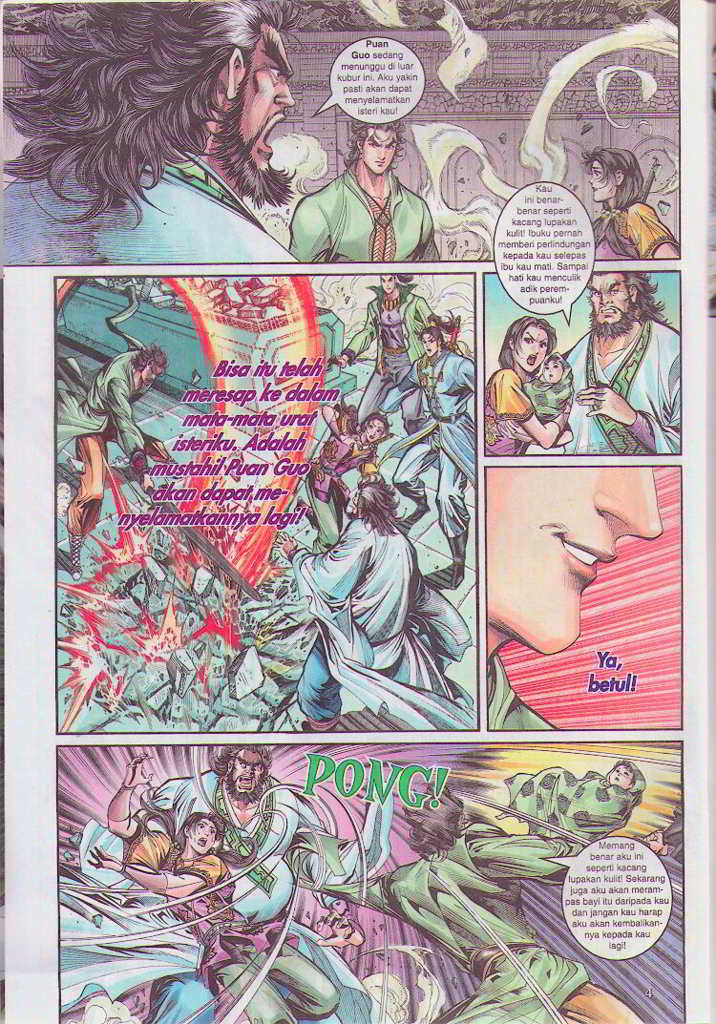 Puan
Guo sedang
menunggu di luar
kubur ini. Aku yakin
pasti akan dapat
menyelamatkan
isteri kau!
Kau
ini benar-
benar seperti
kacang lupakan
kulit! Ibuku pernah
memberi perlindungan
kepada kau selepas
ibu kau mati. Sampai
hati kau menculik
adik perem-
puanku!
Bisa itu telah
meresap ke dalam
mata-mata urat
isteriku. Adalah
mustahil Puan Guo
akan dapat me-
nyelamatkannya lagi!
Ya,
betul!
PONG!
Memang
benar aku ini
seperti kacang
lupakan kulit! Sekarang
juga aku akan meram-
pas bayi itu daripada kau
dan jangan kau harap
aku akan kembalikan-
nya kepada kau
lagi!
4